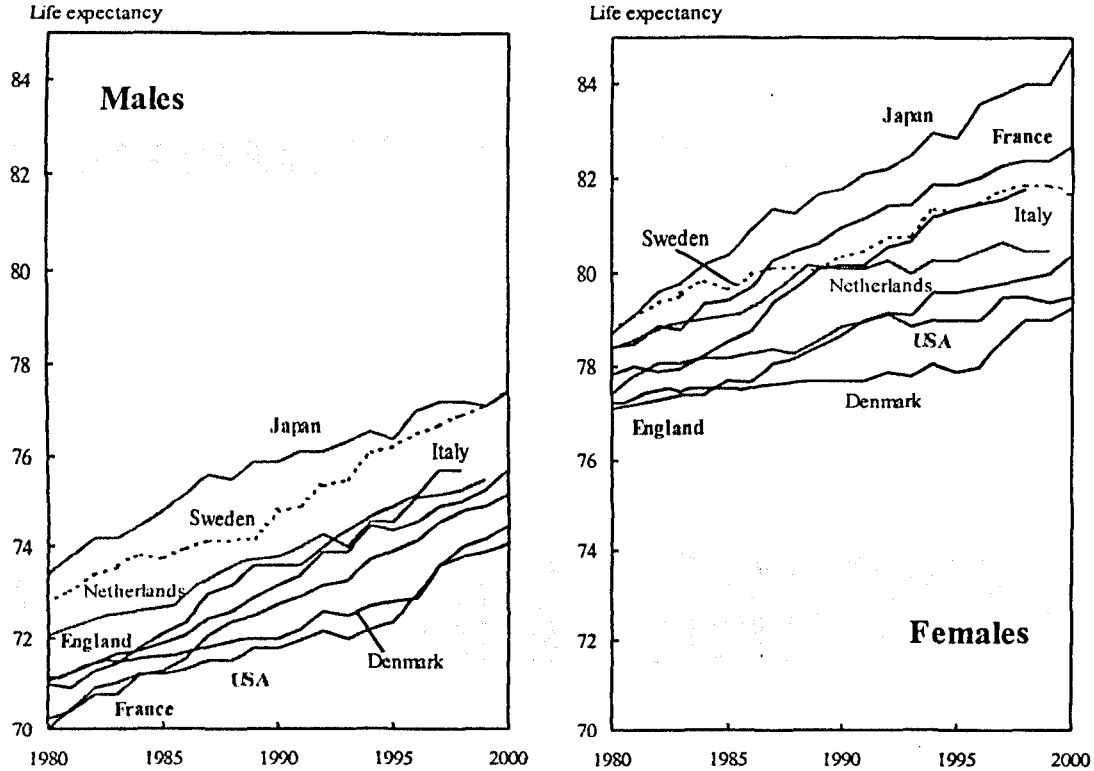 Life expectancy
84
82
80
78
76
74
72
70
1980
1985
1990
1995
2000
Males
Japan
Italy
Sweden
Netherlands
England
Denmark
USA
France
Life expectancy
84
82
80
78
76
74
72
70
1980
1985
1990
1995
2000
Japan
France
Sweden
Italy
Netherlands
USA
Denmark
England
Females